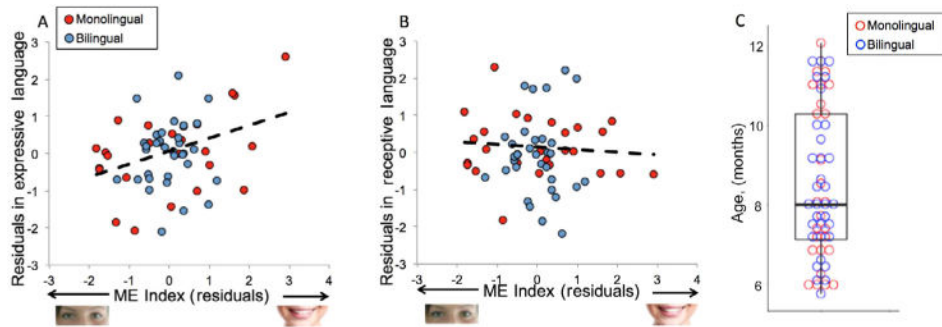 A
Monolingual
Bilingual
Residuals in expressive language
3
2
1
0
-1
-2
-3
-3
-2
-1
0
1
2
3
4
ME Index (residuals)
B
Residuals in receptive language
3
2
1
0
-1
-2
-3
-3
-2
-1
0
1
2
3
4
ME Index (residuals)
C
Monolingual
Bilingual
Age, (months)
12
10
8
6